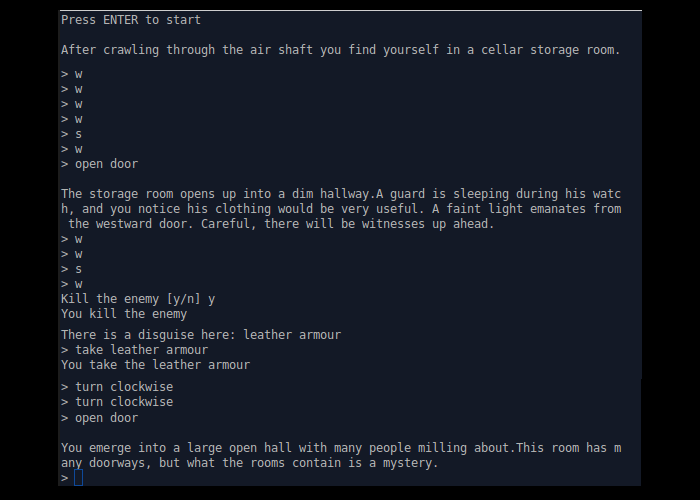 Press ENTER to start
After crawling through the air shaft you find yourself in a cellar storage room.
> w
> w
> w
> w
> s
> w
> open door
The storage room opens up into a dim hallway.A guard is sleeping during his watc
h, and you notice his clothing would be very useful. A faint light emanates from
the westward door. Careful, there will be witnesses up ahead.
> w
> w
> s
> w
Kill the enemy [y/n] y
You kill the enemy
There is a disguise here: leather armour
> take leather armour
You take the leather armour
> turn clockwise
> turn clockwise
> open door
You emerge into a large open hall with many people milling about.This room has m
any doorways, but what the rooms contain is a mystery.
>